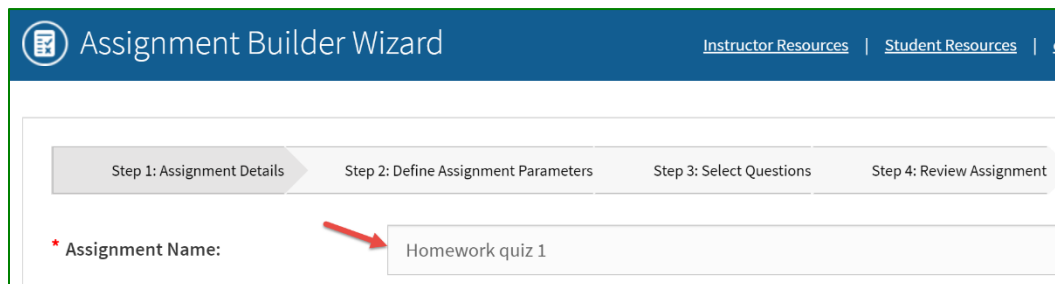 Assignment Builder Wizard
Instructor Resources | Student Resources |
Step 1: Assignment Details Step 2: Define Assignment Parameters Step 3: Select Questions Step 4: Review Assignment
* Assignment Name: Homework quiz 1